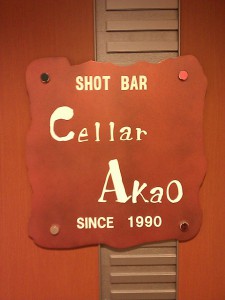 SHOT BAR
Cellar
AKaO
SINCE 1990